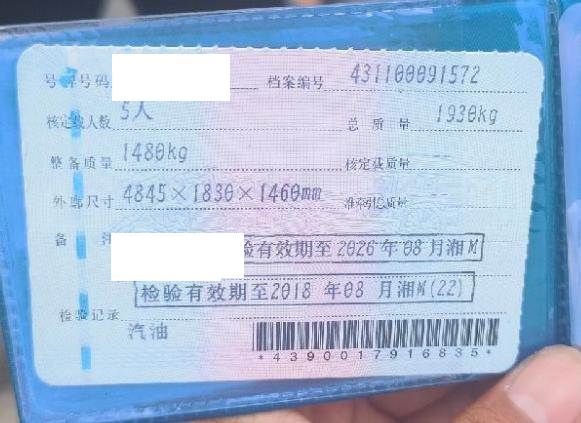 号牌号码 档案编号 431100091572
核定载人数 5人 总质量 1930kg
整备质量 1480kg 核定载质量
外廓尺寸 4845×1830×1460mm 准牵引总质量
备
验有效期至2026年08月湘M
检验有效期至2018年08月湘M(22)
检验记录
汽油
*4390017916835*